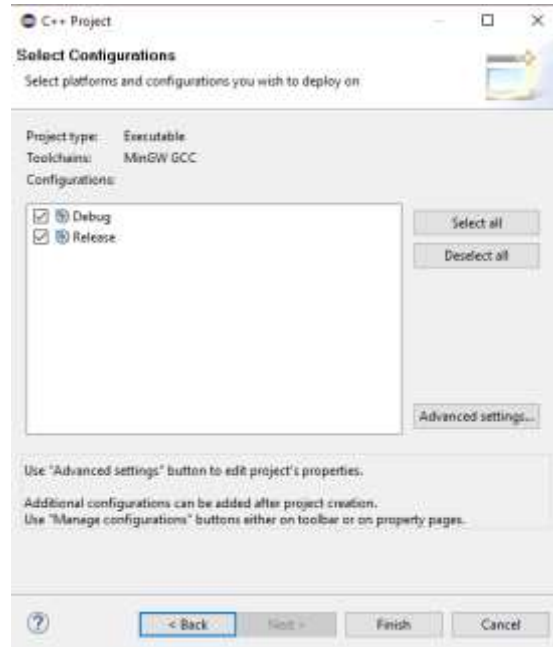 C++ Project
Select Configurations
Select platforms and configurations you wish to deploy on
Project type: Executable
Toolchains: MinGW GCC
Configurations:
Debug
Release
Select all
Deselect all
Advanced settings...
Use "Advanced settings" button to edit project's properties.
Additional configurations can be added after project creation.
Use "Manage configurations" buttons either on toolbar or on property pages.
? < Back Next > Finish Cancel